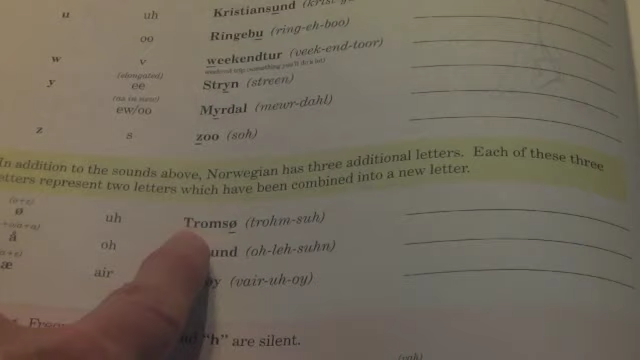 u uh Kristiansund
oo Ringebu (ring-eh-boo)
w v weekendtur (veek-end-toor)
(elongated)
y ee Stryn (streen)
ew/oo Myrdal (mewr-dahl)
z s zoo (soh)
In addition to the sounds above, Norwegian has three additional letters. Each of these three
letters represent two letters which have been combined into a new letter.
ø uh Tromsø (trohm-suh)
å oh und (oh-leh-suhn)
æ air øy (vair-uh-oy)
"h" are silent.